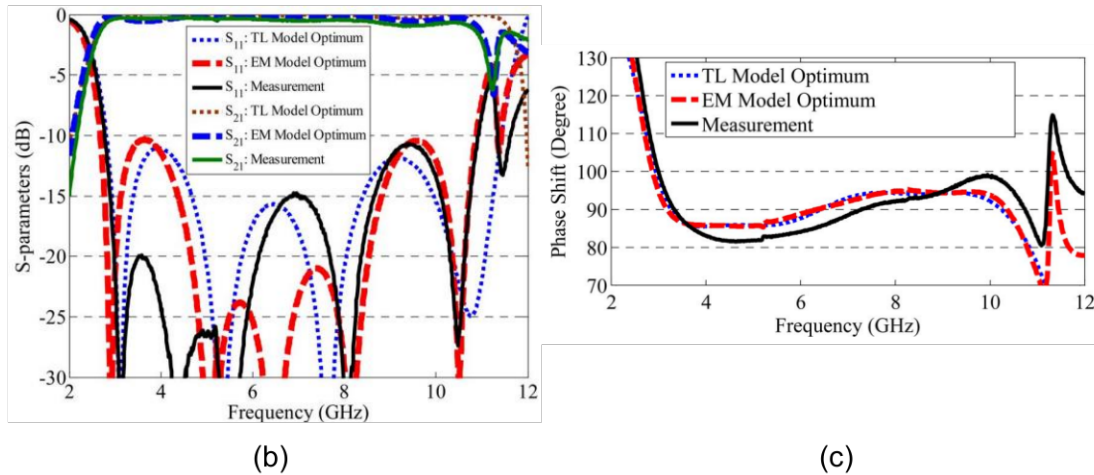 0
-5
-10
-15
-20
-25
-30
S-parameters (dB)
S11: TL Model Optimum
S11: EM Model Optimum
S11: Measurement
S21: TL Model Optimum
S21: EM Model Optimum
S21: Measurement
2 4 6 8 10 12
Frequency (GHz)
(b)
130
120
110
100
90
80
70
Phase Shift (Degree)
TL Model Optimum
EM Model Optimum
Measurement
2 4 6 8 10 12
Frequency (GHz)
(c)